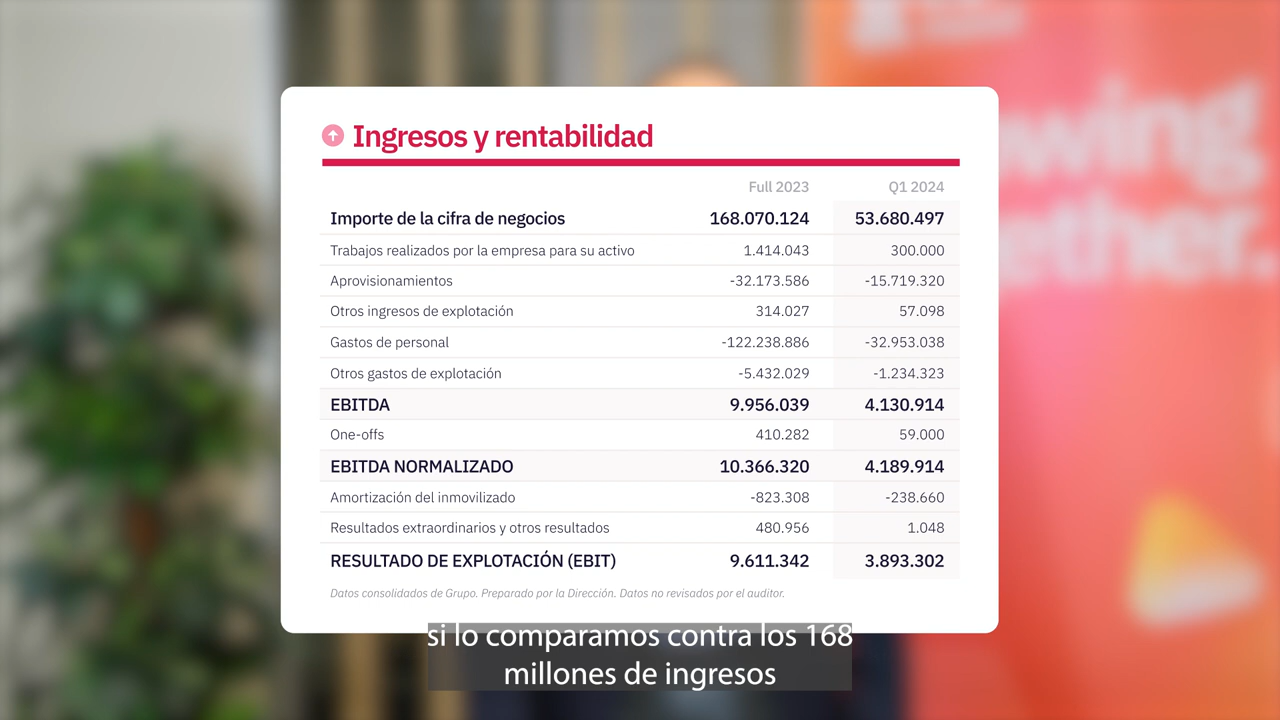 Ingresos y rentabilidad
Full 2023 Q1 2024
Importe de la cifra de negocios 168.070.124 53.680.497
Trabajos realizados por la empresa para su activo 1.414.043 300.000
Aprovisionamientos -32.173.586 -15.719.320
Otros ingresos de explotación 314.027 57.098
Gastos de personal -122.238.886 -32.953.038
Otros gastos de explotación -5.432.029 -1.234.323
EBITDA 9.956.039 4.130.914
One-offs 410.282 59.000
EBITDA NORMALIZADO 10.366.320 4.189.914
Amortización del inmovilizado -823.308 -238.660
Resultados extraordinarios y otros resultados 480.956 1.048
RESULTADO DE EXPLOTACIÓN (EBIT) 9.611.342 3.893.302
Datos consolidados de Grupo. Preparado por la Dirección. Datos no revisados por el auditor.
si lo comparamos contra los 168
millones de ingresos
owing
ether.